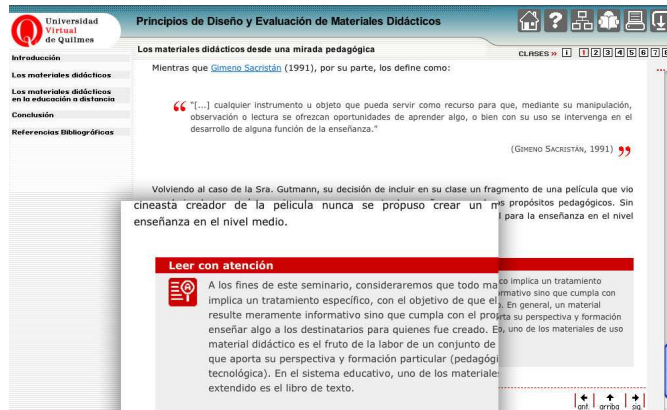 Universidad
Virtual
de Quilmes
Principios de Diseño y Evaluación de Materiales Didácticos
Los materiales didácticos desde una mirada pedagógica
CLASES » i 1 2 3 4 5 6 7 8
Introducción
Los materiales didácticos
Los materiales didácticos
en la educación a distancia
Conclusión
Referencias Bibliográficas
Mientras que Gimeno Sacristán (1991), por su parte, los define como:
“[...] cualquier instrumento u objeto que pueda servir como recurso para que, mediante su manipulación,
observación o lectura se ofrezcan oportunidades de aprender algo, o bien con su uso se intervenga en el
desarrollo de alguna función de la enseñanza.”
(GIMENO SACRISTÁN, 1991)
Volviendo al caso de la Sra. Gutmann, su decisión de incluir en su clase un fragmento de una película que vio
propósitos pedagógicos. Sin
para la enseñanza en el nivel
cineasta creador de la película nunca se propuso crear un
enseñanza en el nivel medio.
Leer con atención
A los fines de este seminario, consideraremos que todo
implica un tratamiento específico, con el objetivo de que el
resulte meramente informativo sino que cumpla con el
enseñar algo a los destinatarios para quienes fue creado.
material didáctico es el fruto de la labor de un conjunto de
que aporta su perspectiva y formación particular
tecnológica). En el sistema educativo, uno de los
extendido es el libro de texto.
implica un tratamiento
sino que cumpla con
En general, un material
su perspectiva y formación
uno de los materiales de uso
ant. arriba sig.